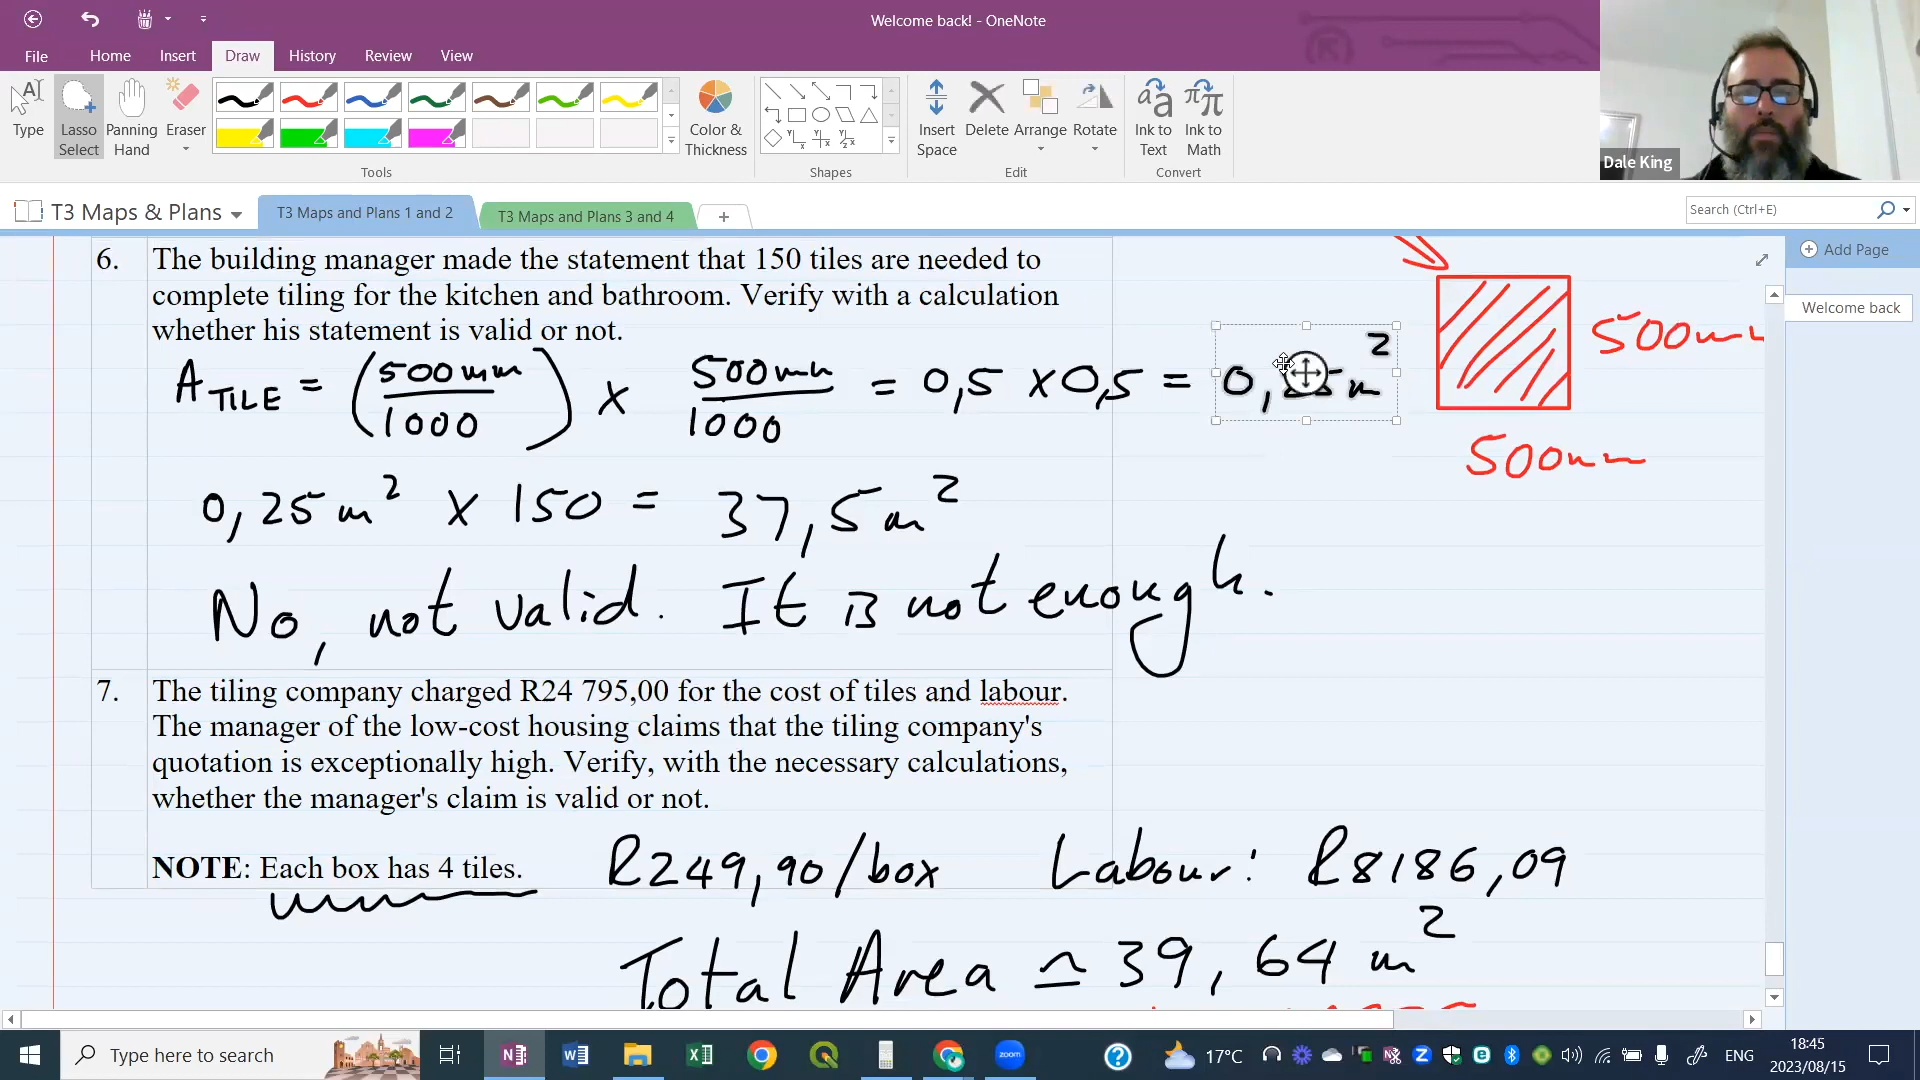 Welcome back! - OneNote
File Home Insert Draw History Review View
Type Lasso Select Panning Hand Eraser Color & Thickness Insert Space Delete Arrange Rotate Ink to Text Ink to Math
Tools Shapes Edit Convert
Dale King
T3 Maps & Plans T3 Maps and Plans 1 and 2 T3 Maps and Plans 3 and 4 + Search (Ctrl+E)
Add Page
Welcome back
6. The building manager made the statement that 150 tiles are needed to
complete tiling for the kitchen and bathroom. Verify with a calculation
whether his statement is valid or not.
A TILE = (500mm/1000) x 500mm/1000 = 0,5 x 0,5 = 0,25m²
500mm
500mm
0,25m² x 150 = 37,5m²
No, not valid. It is not enough.
7. The tiling company charged R24 795,00 for the cost of tiles and labour.
The manager of the low-cost housing claims that the tiling company's
quotation is exceptionally high. Verify, with the necessary calculations,
whether the manager's claim is valid or not.
NOTE: Each box has 4 tiles. R249,90/box Labour: R8186,09
Total Area ≃ 39,64 m²
Type here to search
17°C ENG 18:45
2023/08/15
zoom